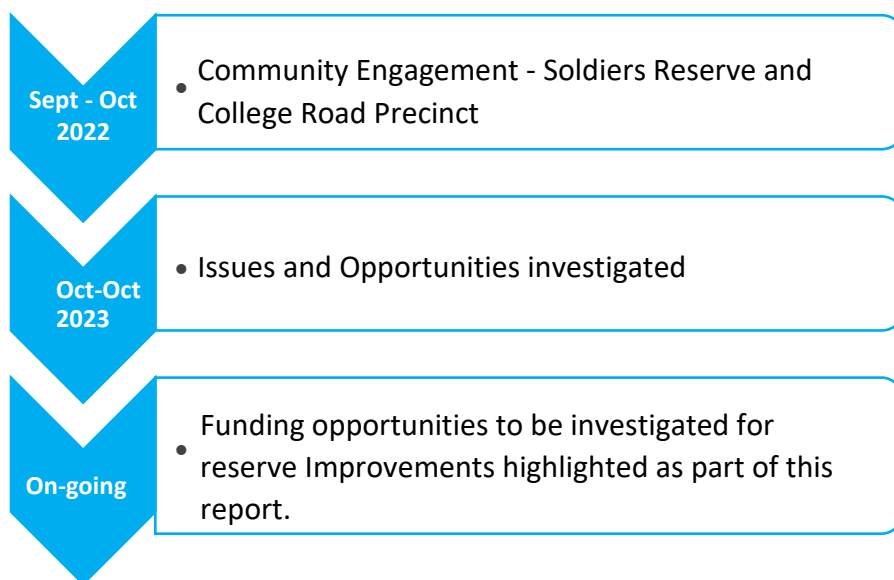 Sept - Oct
2022
• Community Engagement - Soldiers Reserve and
College Road Precinct
Oct-Oct
2023
• Issues and Opportunities investigated
On-going
• Funding opportunities to be investigated for
reserve Improvements highlighted as part of this
report.